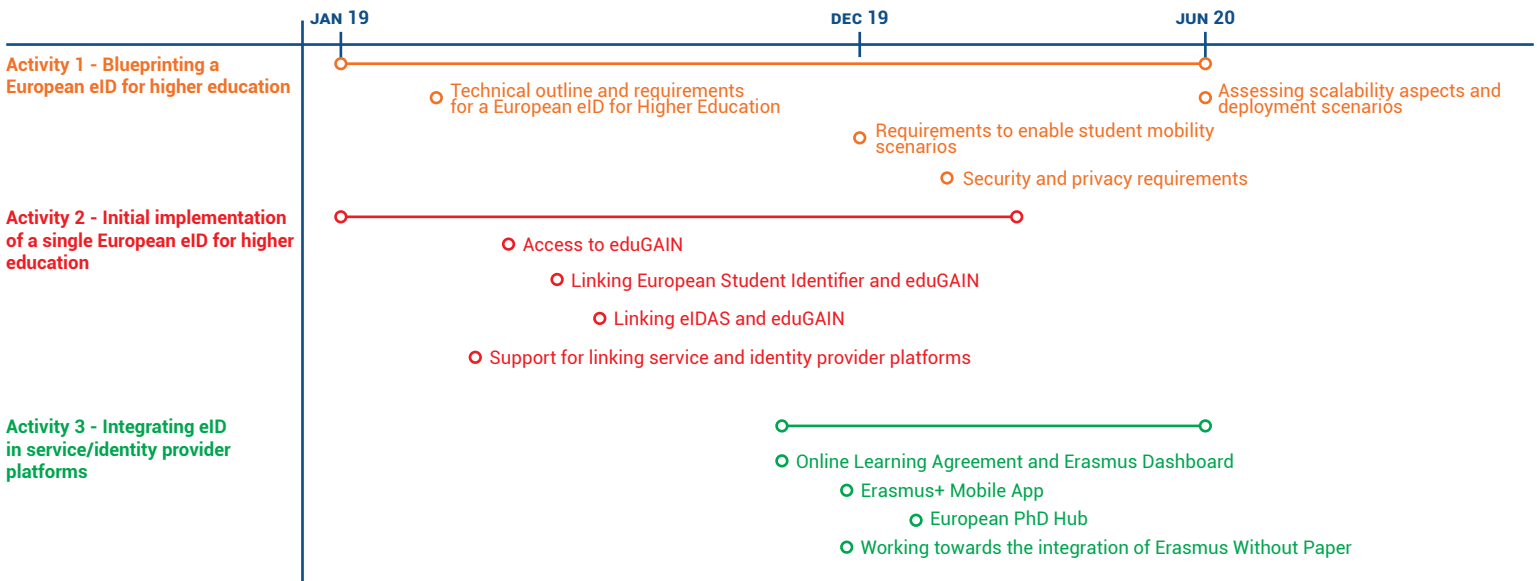 JAN 19
DEC 19
JUN 20
Activity 1 - Blueprinting a
European eID for higher education
Technical outline and requirements
for a European eID for Higher Education
Assessing scalability aspects and
deployment scenarios
Requirements to enable student mobility
scenarios
Security and privacy requirements
Activity 2 - Initial implementation
of a single European eID for higher
education
Access to eduGAIN
Linking European Student Identifier and eduGAIN
Linking eIDAS and eduGAIN
Support for linking service and identity provider platforms
Activity 3 - Integrating eID
in service/identity provider
platforms
Online Learning Agreement and Erasmus Dashboard
Erasmus+ Mobile App
European PhD Hub
Working towards the integration of Erasmus Without Paper